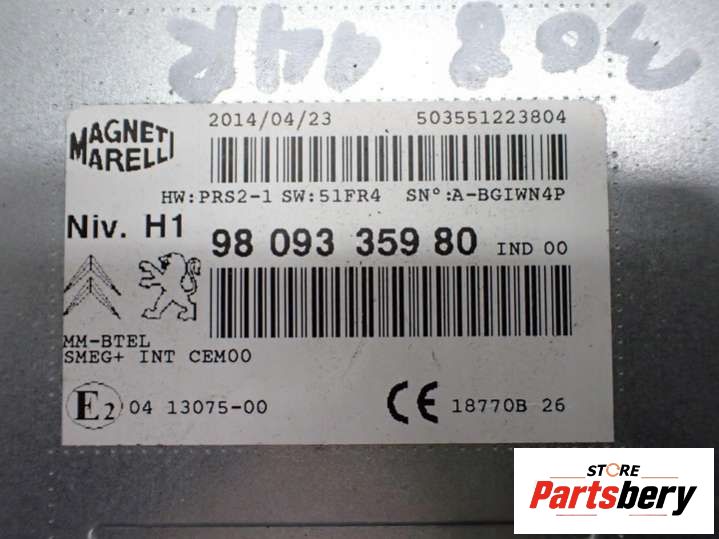 308 14R
MAGNETI MARELLI
2014/04/23 503551223804
HW:PRS2-1 SW:51FR4 SN°:A-BGIWN4P
Niv. H1 98 093 359 80 IND 00
MM-BTEL
SMEG+ INT CEM00
E2 04 13075-00 CE 18770B 26
STORE
Partsbery